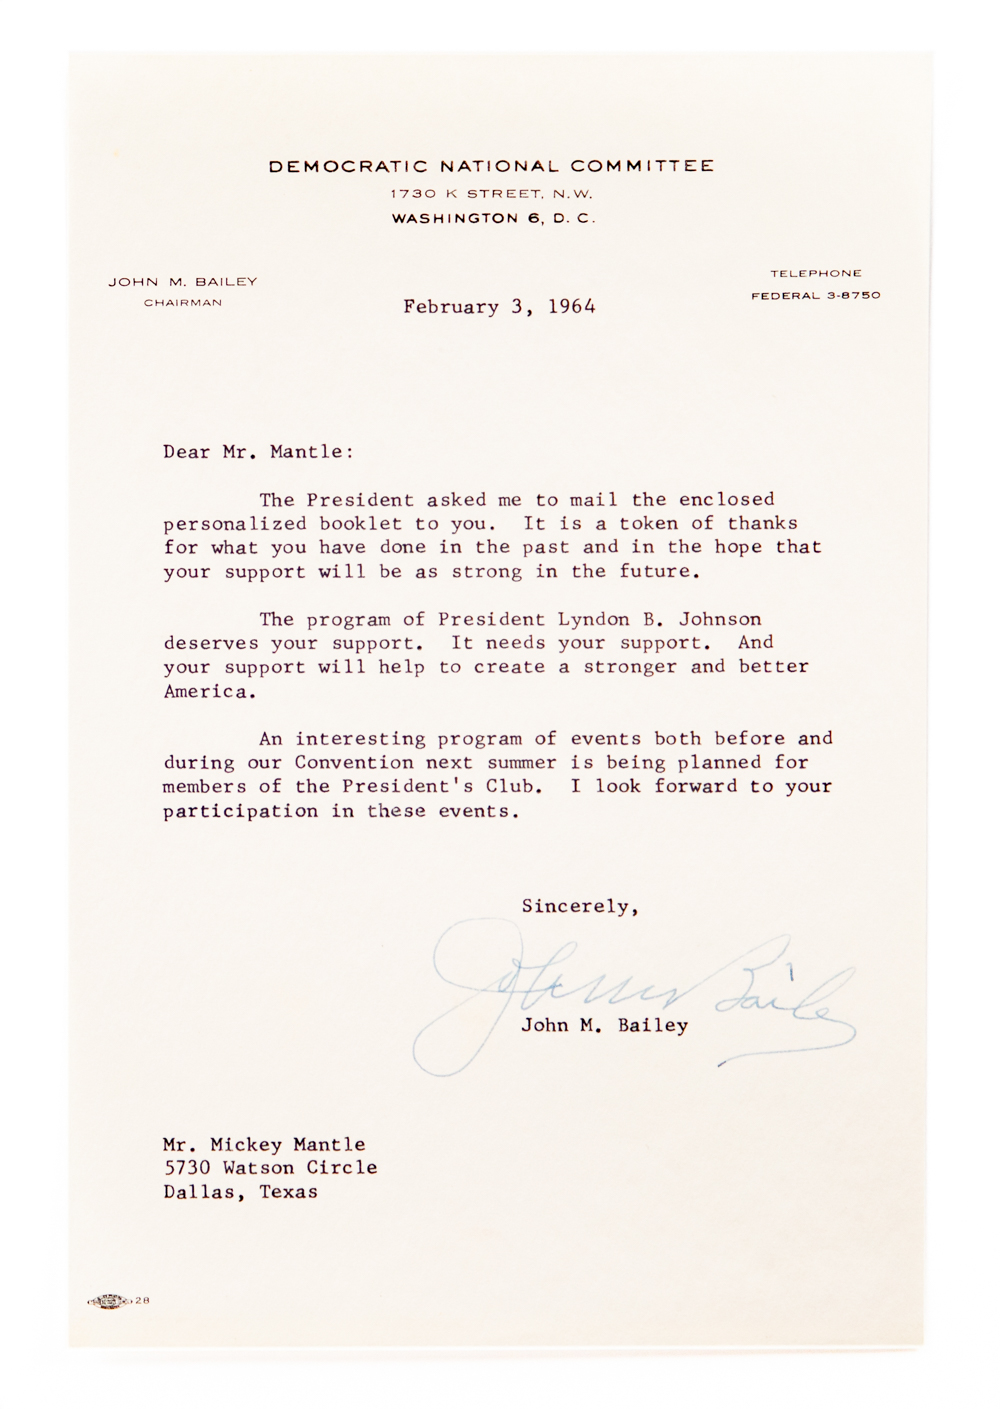 DEMOCRATIC NATIONAL COMMITTEE
1730 K STREET, N.W.
WASHINGTON 6, D. C.
JOHN M. BAILEY
CHAIRMAN
TELEPHONE
FEDERAL 3-8750
February 3, 1964
Dear Mr. Mantle:
The President asked me to mail the enclosed
personalized booklet to you. It is a token of thanks
for what you have done in the past and in the hope that
your support will be as strong in the future.
The program of President Lyndon B. Johnson
deserves your support. It needs your support. And
your support will help to create a stronger and better
America.
An interesting program of events both before and
during our Convention next summer is being planned for
members of the President's Club. I look forward to your
participation in these events.
Sincerely,
John M. Bailey
John M. Bailey
Mr. Mickey Mantle
5730 Watson Circle
Dallas, Texas
28